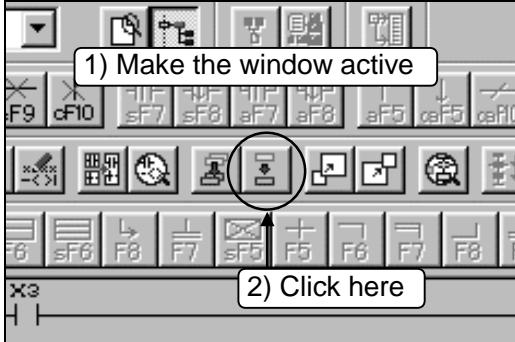 1) Make the window active
F9 cF10 sF7 sF8 aF7 aF8 aF5 caF5 caF10
F6 sF6 F8 F7 sF5 F5 F6 F7 F8
2) Click here
X3